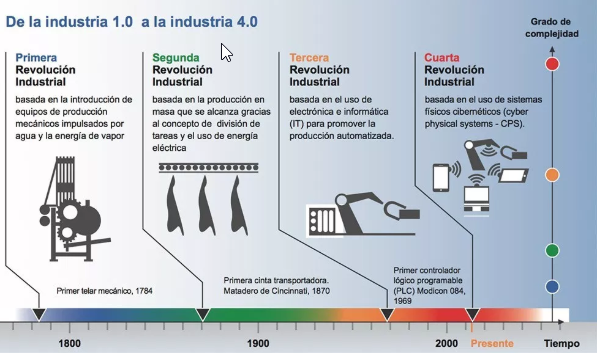 De la industria 1.0 a la industria 4.0
Grado de
complejidad
Primera
Revolución
Industrial
basada en la introducción de
equipos de producción
mecánicos impulsados por
agua y la energía de vapor
Segunda
Revolución
Industrial
basada en la producción en
masa que se alcanza gracias
al concepto de división de
tareas y el uso de energía
eléctrica
Tercera
Revolución
Industrial
basada en el uso de
electrónica e informática
(IT) para promover la
producción automatizada.
Cuarta
Revolución
Industrial
basada en el uso de sistemas
físicos cibernéticos (cyber
physical systems - CPS).
Primer telar mecánico, 1784
Primera cinta transportadora.
Matadero de Cincinnati, 1870
Primer controlador
lógico programable
(PLC) Modicon 084,
1969
1800
1900
2000
Presente
Tiempo